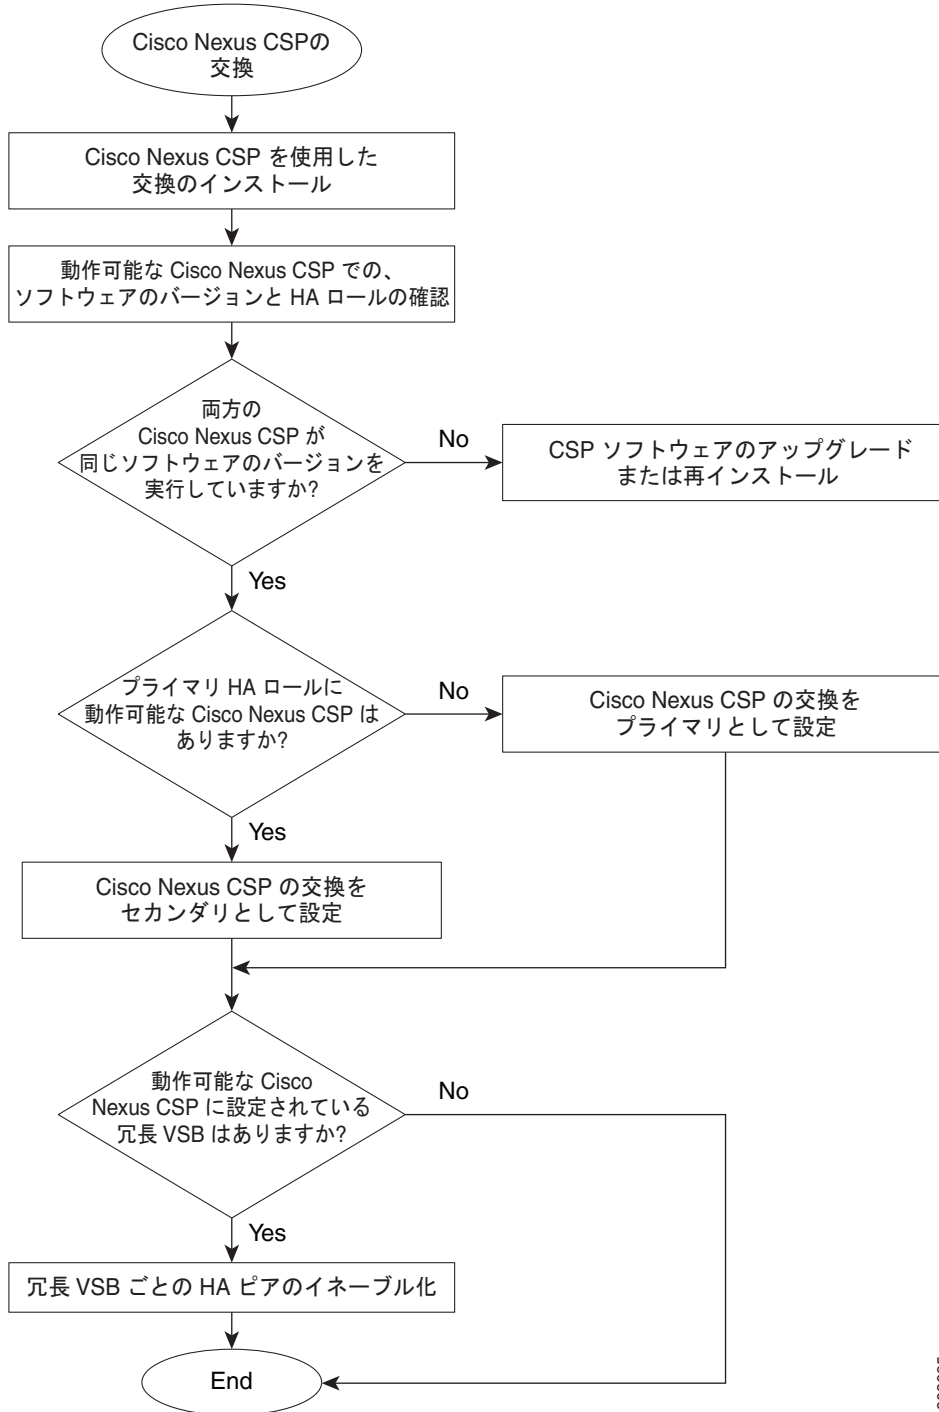 Cisco Nexus CSPの
交換
Cisco Nexus CSP を使用した
交換のインストール
動作可能な Cisco Nexus CSP での、
ソフトウェアのバージョンと HA ロールの確認
両方の
Cisco Nexus CSP が
同じソフトウェアのバージョンを
実行していますか?
No
CSP ソフトウェアのアップグレード
または再インストール
Yes
プライマリ HA ロールに
動作可能な Cisco Nexus CSP は
ありますか?
No
Cisco Nexus CSP の交換を
プライマリとして設定
Yes
Cisco Nexus CSP の交換を
セカンダリとして設定
動作可能な Cisco
Nexus CSP に設定されている
冗長 VSB はありますか?
No
Yes
冗長 VSB ごとの HA ピアのイネーブル化
End